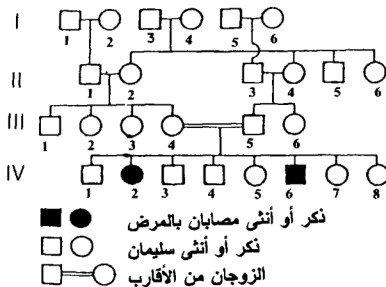 I
1 2 3 4 5 6
II
1 2 3 4 5 6
III
1 2 3 4 5 6
IV
1 2 3 4 5 6 7 8
ذكر أو أنثى مصابان بالمرض
ذكر أو أنثى سليمان
الزوجان من الأقارب